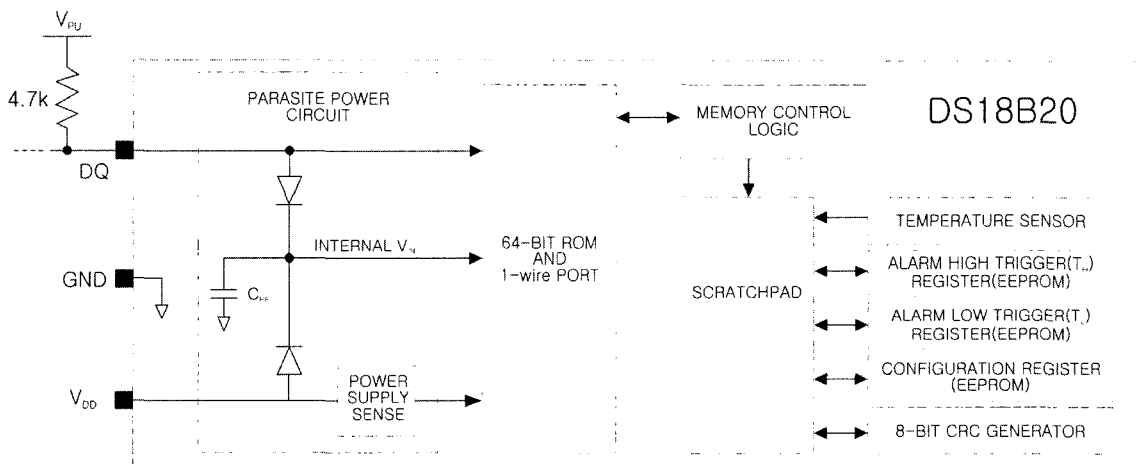 V_PU
4.7k
DQ
GND
V_DD
PARASITE POWER
CIRCUIT
INTERNAL
C
POWER
SUPPLY
SENSE
64-BIT ROM
AND
1-wire PORT
MEMORY CONTROL
LOGIC
DS18B20
SCRATCHPAD
TEMPERATURE SENSOR
ALARM HIGH TRIGGER(T
REGISTER(EEPROM)
ALARM LOW TRIGGER(T
REGISTER(EEPROM)
CONFIGURATION REGISTER
(EEPROM)
8-BIT CRC GENERATOR